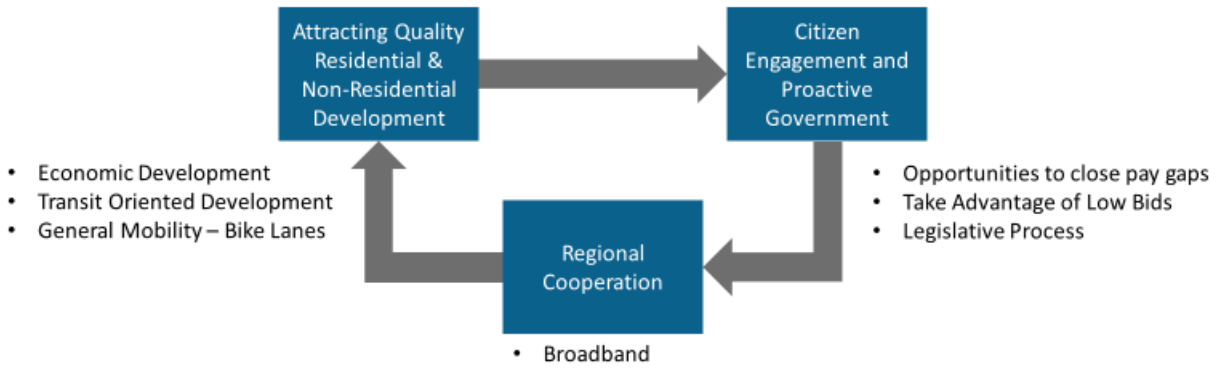 Attracting Quality
Residential &
Non-Residential
Development
Citizen
Engagement and
Proactive
Government
• Economic Development
• Transit Oriented Development
• General Mobility – Bike Lanes
• Opportunities to close pay gaps
• Take Advantage of Low Bids
• Legislative Process
Regional
Cooperation
• Broadband